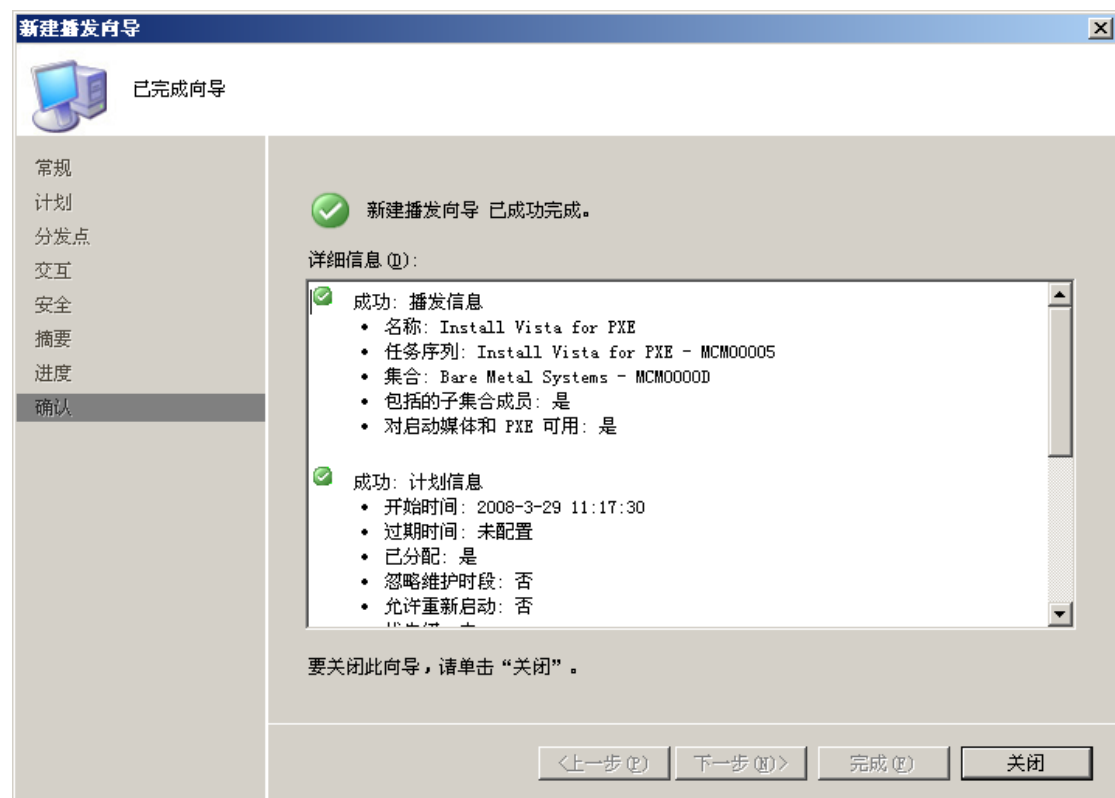 新建播发向导
已完成向导
常规
计划
分发点
交互
安全
摘要
进度
确认
新建播发向导 已成功完成。
详细信息(D):
成功: 播发信息
• 名称: Install Vista for PXE
• 任务序列: Install Vista for PXE - MCM00005
• 集合: Bare Metal Systems - MCM0000D
• 包括的子集合成员: 是
• 对启动媒体和 PXE 可用: 是
成功: 计划信息
• 开始时间: 2008-3-29 11:17:30
• 过期时间: 未配置
• 已分配: 是
• 忽略维护时段: 否
• 允许重新启动: 否
要关闭此向导，请单击“关闭”。
<上一步(P)
下一步(N)>
完成(F)
关闭